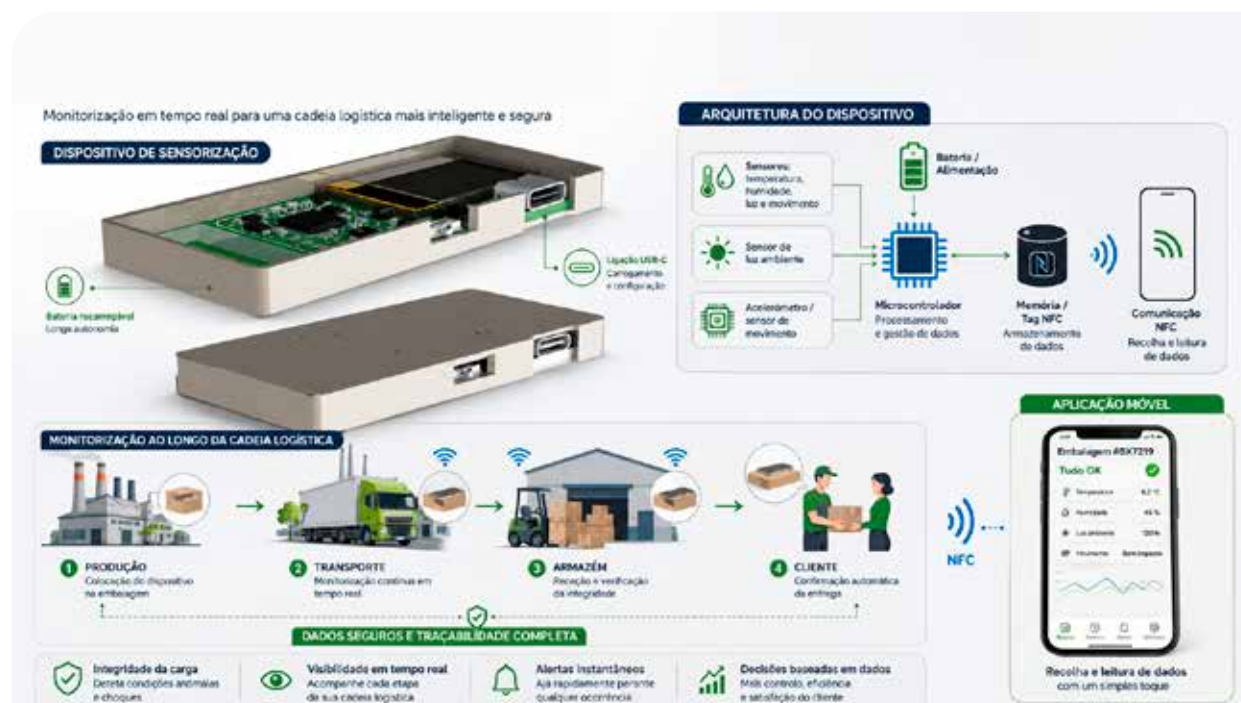 Monitorização em tempo real para uma cadeia logística mais inteligente e segura
DISPOSITIVO DE SENSORIZAÇÃO
Bateria recarregável
Longa autonomia
Ligação USB-C
Carregamento
e configuração
ARQUITETURA DO DISPOSITIVO
Sensores:
temperatura,
humidade,
luz e movimento
Sensor de
luz ambiente
Acelerómetro /
sensor de
movimento
Bateria /
Alimentação
Microcontrolador
Processamento
e gestão de dados
Memória /
Tag NFC
Armazenamento
de dados
Comunicação
NFC
Recolha e leitura
de dados
MONITORIZAÇÃO AO LONGO DA CADEIA LOGÍSTICA
1 PRODUÇÃO
Colocação do dispositivo
na embalagem
2 TRANSPORTE
Monitorização contínua em
tempo real
3 ARMAZÉM
Receção e verificação
da integridade
4 CLIENTE
Confirmação automática
da entrega
DADOS SEGUROS E TRAÇABILIDADE COMPLETA
Integridade da carga
Deteta condições anómalas
e choques
Visibilidade em tempo real
Acompanhe cada etapa
da sua cadeia logística
Alertas instantâneos
Aja rapidamente perante
qualquer ocorrência
Decisões baseadas em dados
Mais controlo, eficiência
e satisfação do cliente
NFC
APLICAÇÃO MÓVEL
Embalagem #BX7219
Tudo OK
Temperatura
Humidade
Luz ambiente
Movimento Sem impacto
Recolha e leitura de dados
com um simples toque